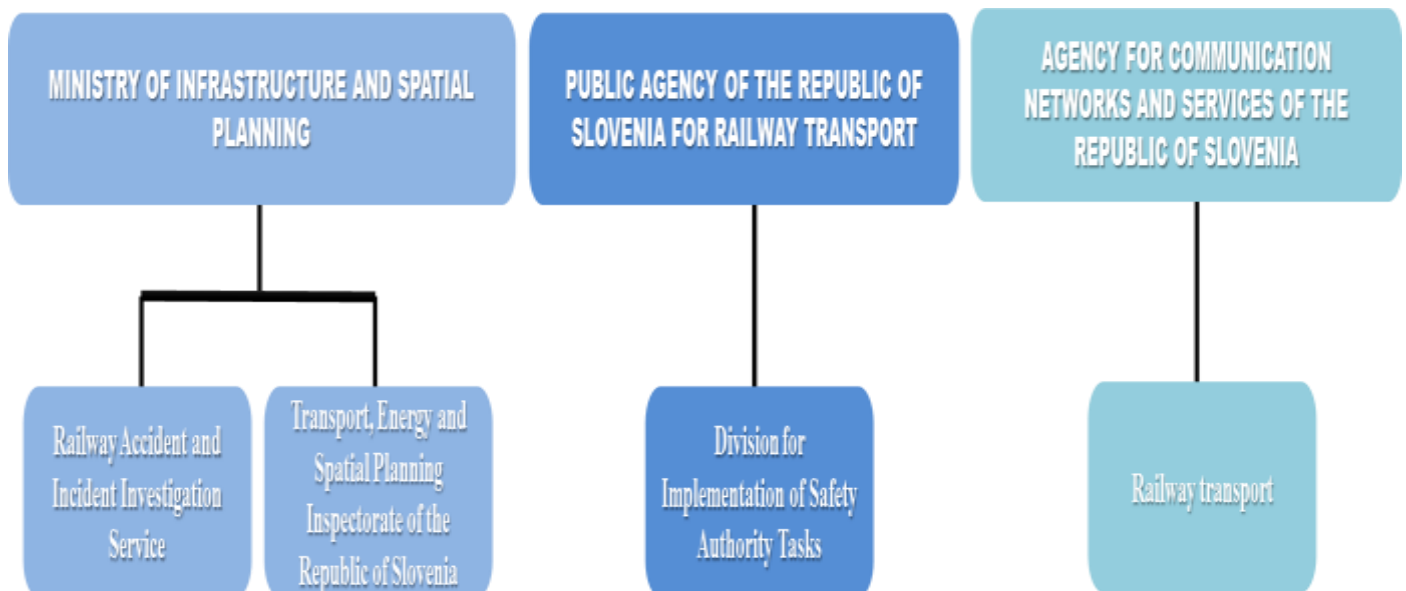 MINISTRY OF INFRASTRUCTURE AND SPATIAL
PLANNING
PUBLIC AGENCY OF THE REPUBLIC OF
SLOVENIA FOR RAILWAY TRANSPORT
AGENCY FOR COMMUNICATION
NETWORKS AND SERVICES OF THE
REPUBLIC OF SLOVENIA
Railway Accident and
Incident Investigation
Service
Transport, Energy and
Spatial Planning
Inspectorate of the
Republic of Slovenia
Division for
Implementation of Safety
Authority Tasks
Railway transport